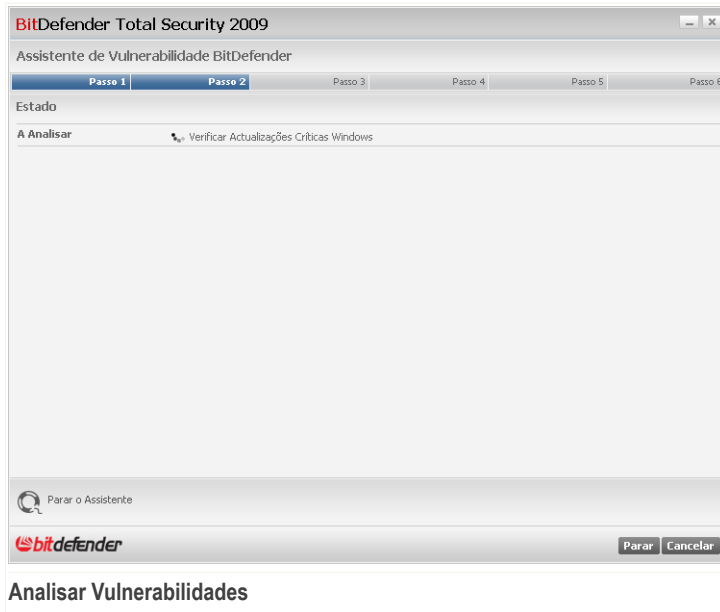 BitDefender Total Security 2009
Assistente de Vulnerabilidade BitDefender
Passo 1 Passo 2 Passo 3 Passo 4 Passo 5 Passo 6
Estado
A Analisar Verificar Actualizações Críticas Windows
Parar o Assistente
bitdefender Parar Cancelar
Analisar Vulnerabilidades